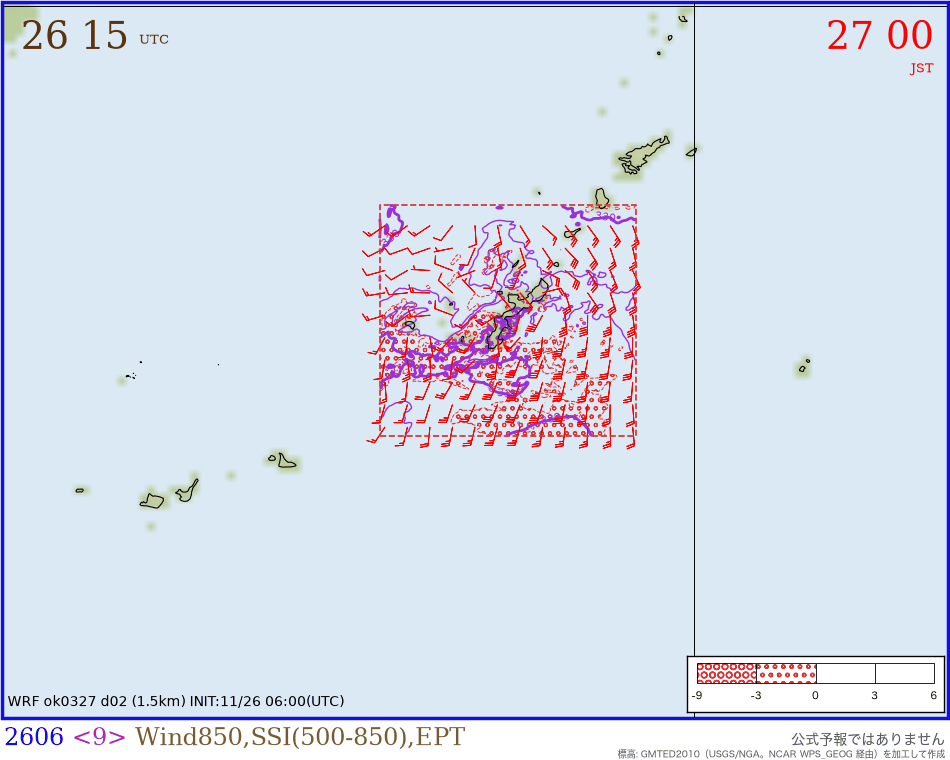 26 15 UTC
27 00
JST
330
WRF ok0327 d02 (1.5km) INIT:11/26 06:00(UTC)
-9 -3 0 3 6
2606 <9> Wind850,SSI(500-850),EPT
公式予報ではありません
標高: GMTED2010（USGS/NGA。NCAR WPS_GEOG 経由）を加工して作成